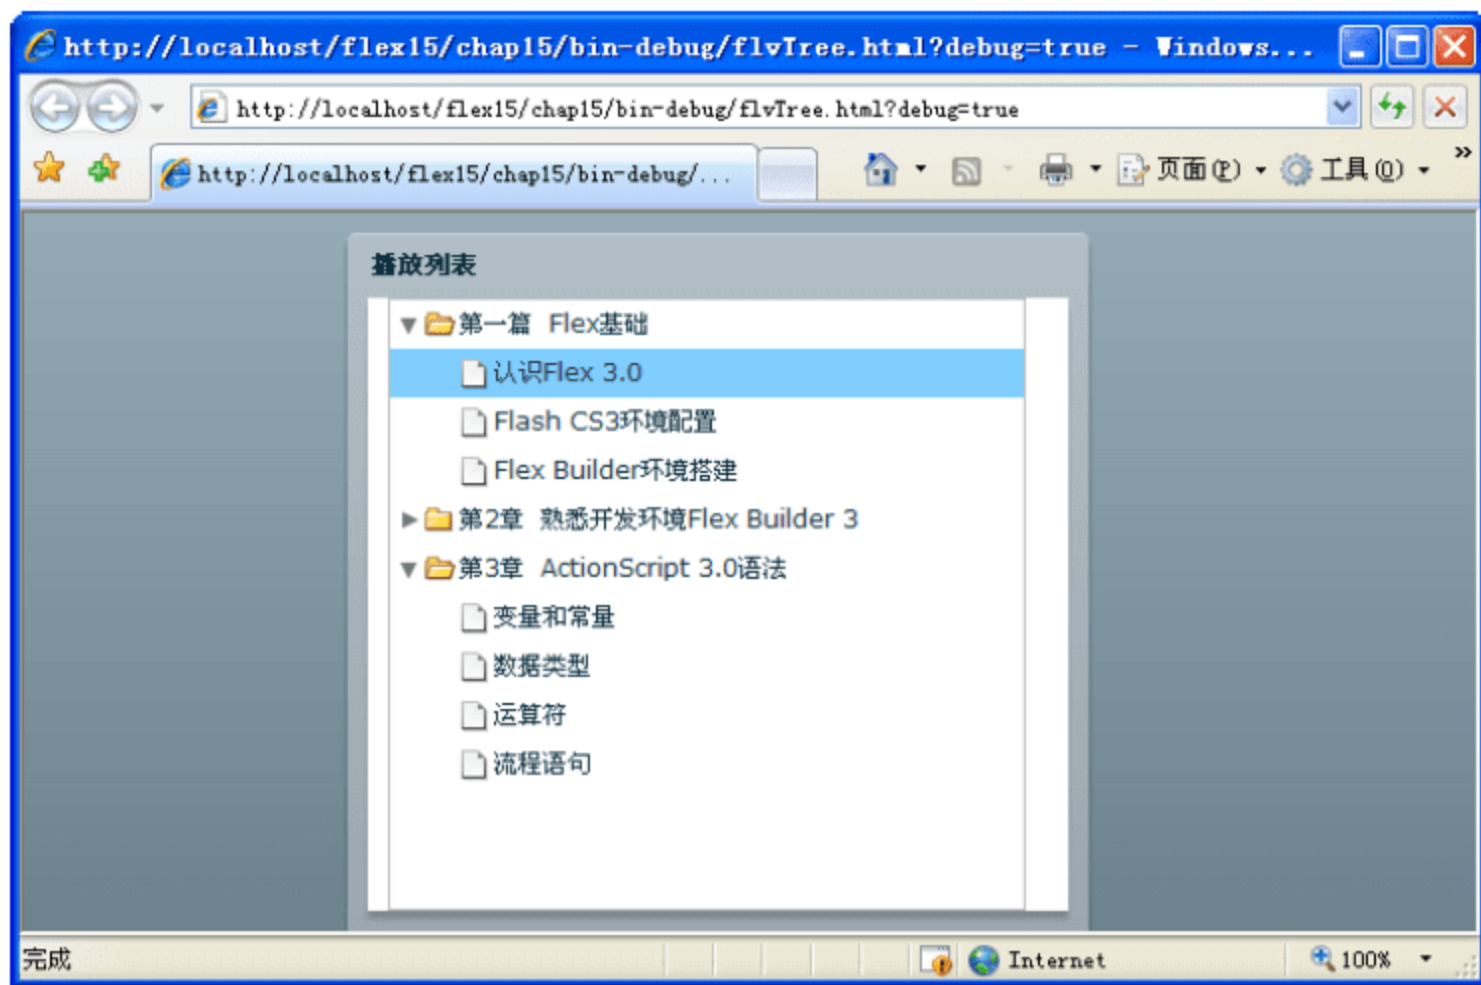 http://localhost/flex15/chap15/bin-debug/flvTree.html?debug=true - Windows...
http://localhost/flex15/chap15/bin-debug/flvTree.html?debug=true
http://localhost/flex15/chap15/bin-debug/... 页面(P) 工具(O) »
播放列表
第一篇 Flex基础
认识Flex 3.0
Flash CS3环境配置
Flex Builder环境搭建
第2章 熟悉开发环境Flex Builder 3
第3章 ActionScript 3.0语法
变量和常量
数据类型
运算符
流程语句
完成 Internet 100%